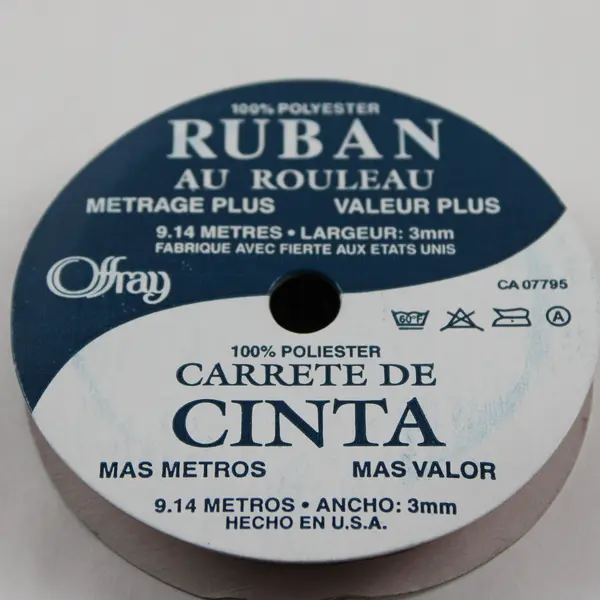 100% POLYESTER
RUBAN
AU ROULEAU
METRAGE PLUS VALEUR PLUS
9.14 METRES • LARGEUR: 3mm
FABRIQUE AVEC FIERTE AUX ETATS UNIS
Offray
CA 07795
60°F
A
100% POLIESTER
CARRETE DE
CINTA
MAS METROS MAS VALOR
9.14 METROS • ANCHO: 3mm
HECHO EN U.S.A.